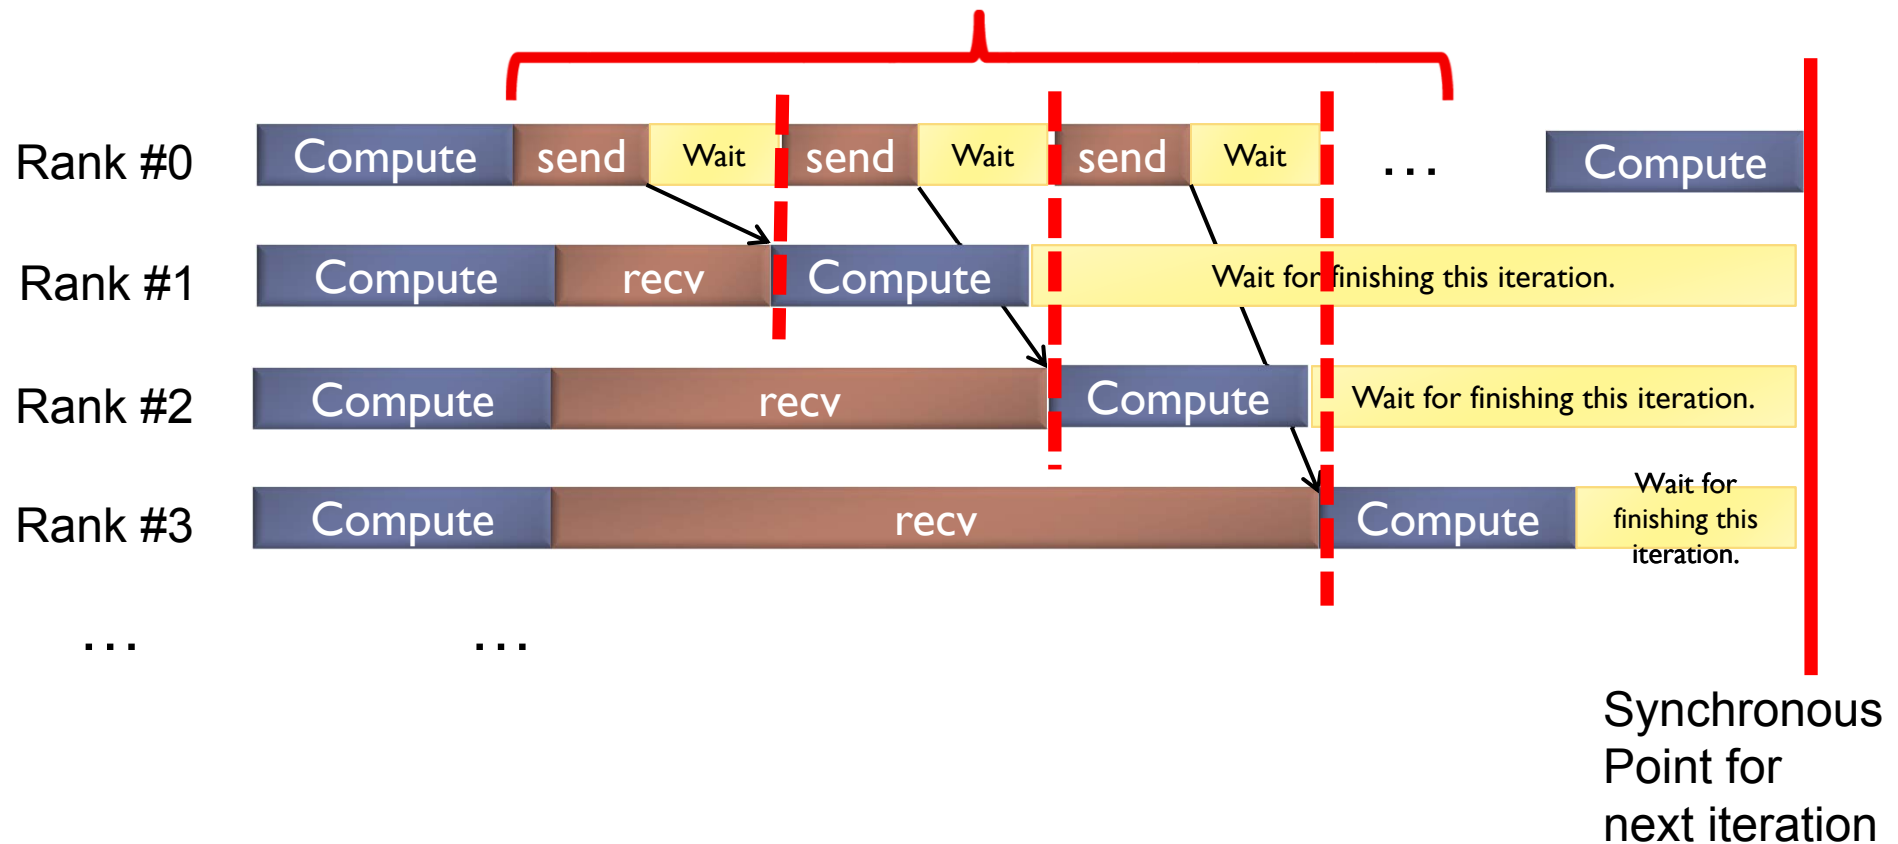 Rank #0 Compute send Wait send Wait send Wait ... Compute
Rank #1 Compute recv Compute Wait for finishing this iteration.
Rank #2 Compute recv Compute Wait for finishing this iteration.
Rank #3 Compute recv Compute Wait for
finishing this
iteration.
... ...
Synchronous
Point for
next iteration